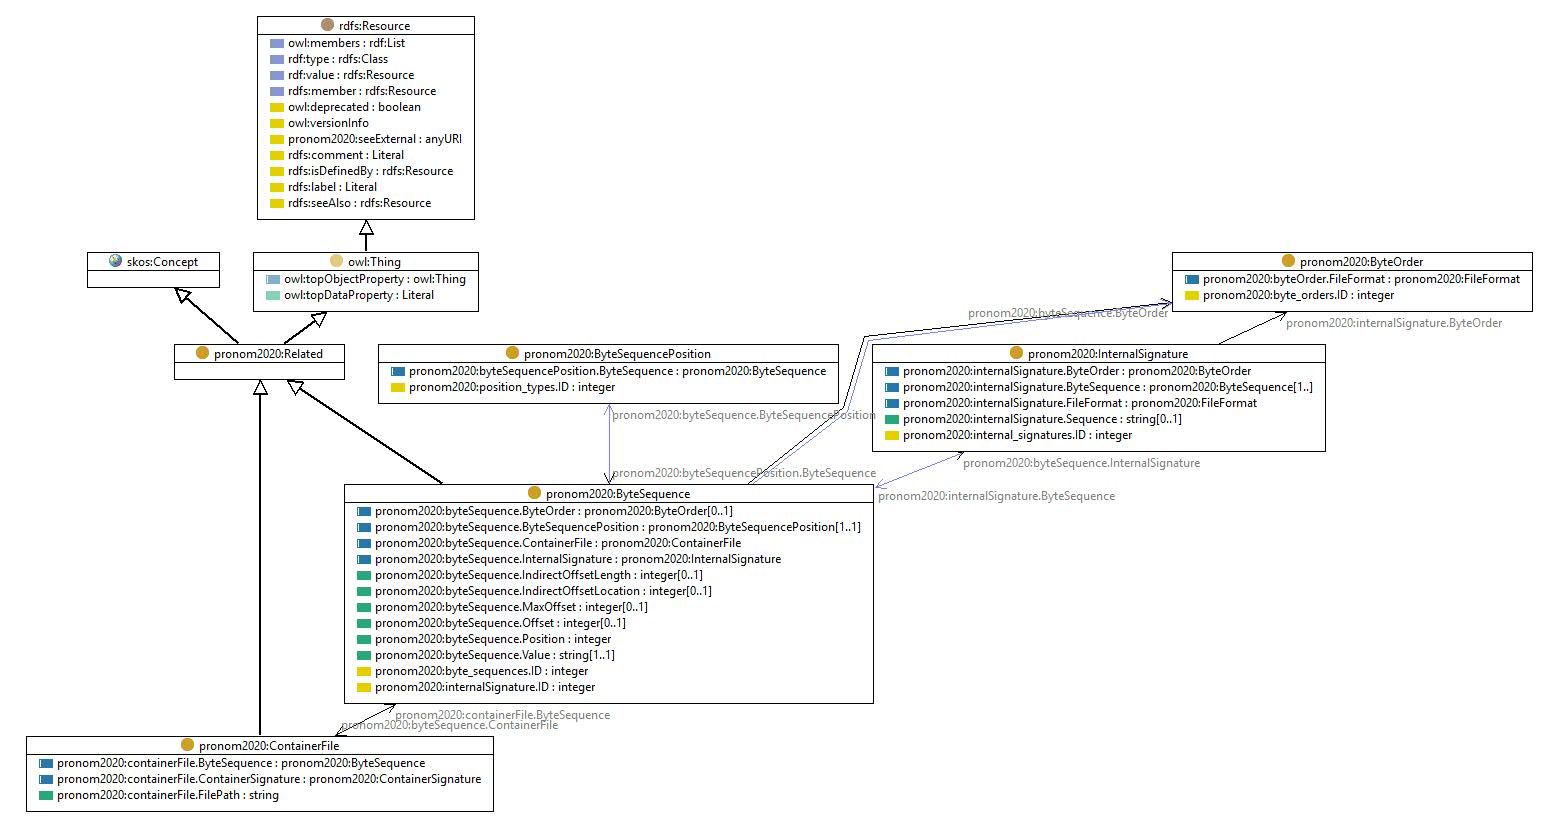 rdfs:Resource
owl:members : rdf:List
rdf:type : rdfs:Class
rdf:value : rdfs:Resource
rdfs:member : rdfs:Resource
owl:deprecated : boolean
owl:versionInfo
pronom2020:seeExternal : anyURI
rdfs:comment : Literal
rdfs:isDefinedBy : rdfs:Resource
rdfs:label : Literal
rdfs:seeAlso : rdfs:Resource
skos:Concept
owl:Thing
owl:topObjectProperty : owl:Thing
owl:topDataProperty : Literal
pronom2020:ByteOrder
pronom2020:byteOrder.FileFormat : pronom2020:FileFormat
pronom2020:byte_orders.ID : integer
pronom2020:byteSequence.ByteOrder
pronom2020:internalSignature.ByteOrder
pronom2020:Related
pronom2020:ByteSequencePosition
pronom2020:byteSequencePosition.ByteSequence : pronom2020:ByteSequence
pronom2020:position_types.ID : integer
pronom2020:InternalSignature
pronom2020:internalSignature.ByteOrder : pronom2020:ByteOrder
pronom2020:internalSignature.ByteSequence : pronom2020:ByteSequence[1..]
pronom2020:internalSignature.FileFormat : pronom2020:FileFormat
pronom2020:internalSignature.Sequence : string[0..1]
pronom2020:internal_signatures.ID : integer
pronom2020:byteSequence.ByteSequencePosition
pronom2020:byteSequencePosition.ByteSequence
pronom2020:byteSequence.InternalSignature
pronom2020:internalSignature.ByteSequence
pronom2020:ByteSequence
pronom2020:byteSequence.ByteOrder : pronom2020:ByteOrder[0..1]
pronom2020:byteSequence.ByteSequencePosition : pronom2020:ByteSequencePosition[1..1]
pronom2020:byteSequence.ContainerFile : pronom2020:ContainerFile
pronom2020:byteSequence.InternalSignature : pronom2020:InternalSignature
pronom2020:byteSequence.IndirectOffsetLength : integer[0..1]
pronom2020:byteSequence.IndirectOffsetLocation : integer[0..1]
pronom2020:byteSequence.MaxOffset : integer[0..1]
pronom2020:byteSequence.Offset : integer[0..1]
pronom2020:byteSequence.Position : integer
pronom2020:byteSequence.Value : string[1..1]
pronom2020:byte_sequences.ID : integer
pronom2020:internalSignature.ID : integer
pronom2020:containerFile.ByteSequence
pronom2020:byteSequence.ContainerFile
pronom2020:ContainerFile
pronom2020:containerFile.ByteSequence : pronom2020:ByteSequence
pronom2020:containerFile.ContainerSignature : pronom2020:ContainerSignature
pronom2020:containerFile.FilePath : string